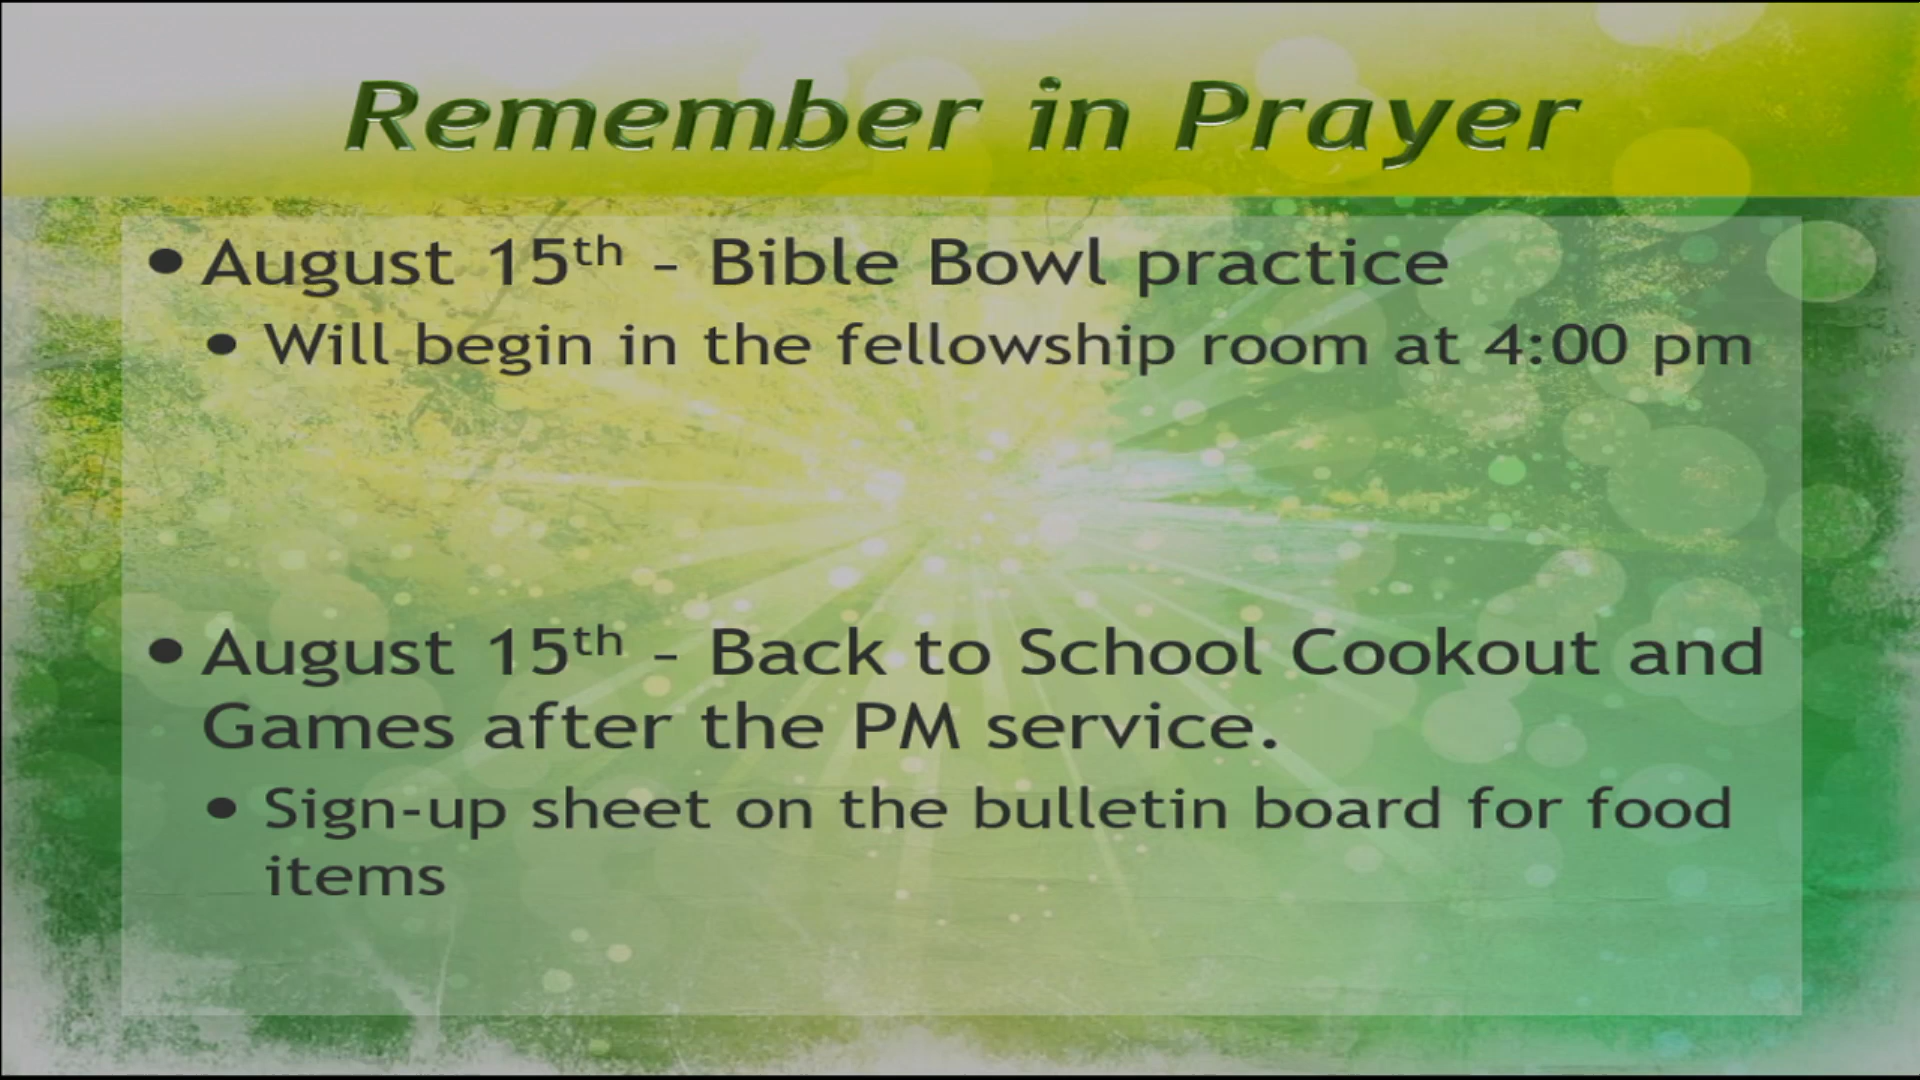 Remember in Prayer
• August 15th – Bible Bowl practice
• Will begin in the fellowship room at 4:00 pm
• August 15th – Back to School Cookout and
Games after the PM service.
• Sign-up sheet on the bulletin board for food
items